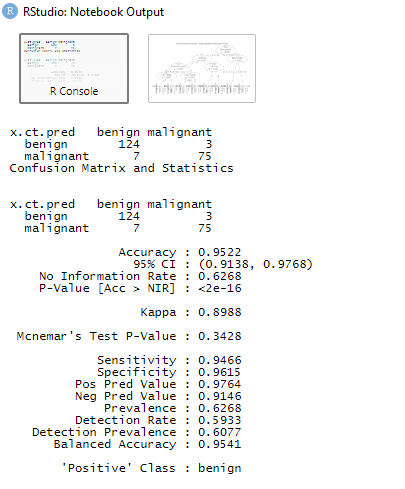 R RStudio: Notebook Output
R Console
x.ct.pred benign malignant
benign 124 3
malignant 7 75
Confusion Matrix and Statistics
x.ct.pred benign malignant
benign 124 3
malignant 7 75
Accuracy : 0.9522
95% CI : (0.9138, 0.9768)
No Information Rate : 0.6268
P-Value [Acc > NIR] : <2e-16
Kappa : 0.8988
Mcnemar's Test P-Value : 0.3428
Sensitivity : 0.9466
Specificity : 0.9615
Pos Pred Value : 0.9764
Neg Pred Value : 0.9146
Prevalence : 0.6268
Detection Rate : 0.5933
Detection Prevalence : 0.6077
Balanced Accuracy : 0.9541
'Positive' Class : benign